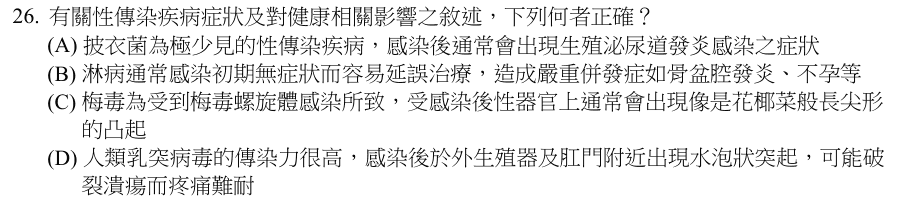 26. 有關性傳染疾病症狀及對健康相關影響之敘述，下列何者正確？
(A) 披衣菌為極少見的性傳染疾病，感染後通常會出現生殖泌尿道發炎感染之症狀
(B) 淋病通常感染初期無症狀而容易延誤治療，造成嚴重併發症如骨盆腔發炎、不孕等
(C) 梅毒為受到梅毒螺旋體感染所致，受感染後性器官上通常會出現像是花椰菜般長尖形
的凸起
(D) 人類乳突病毒的傳染力很高，感染後於外生殖器及肛門附近出現水泡狀突起，可能破
裂潰瘍而疼痛難耐